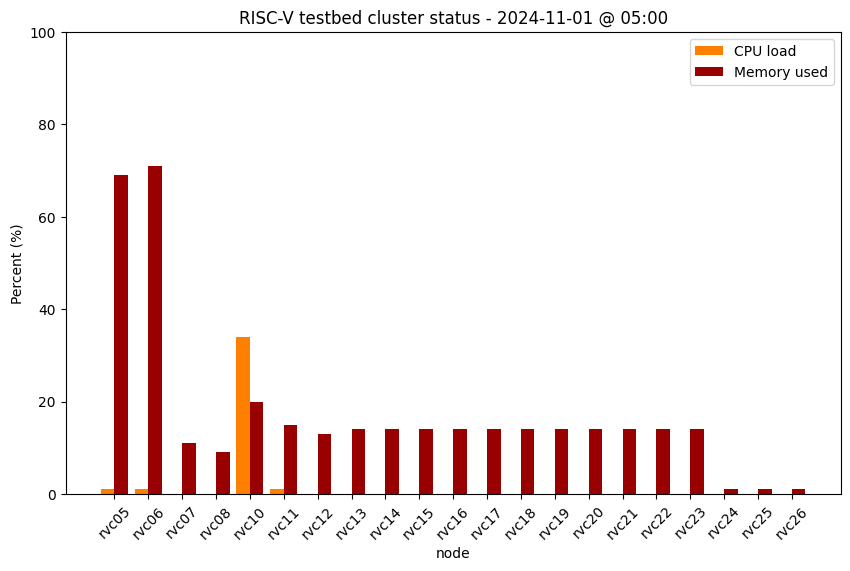 RISC-V testbed cluster status - 2024-11-01 @ 05:00
CPU load
Memory used
Percent (%)
100
80
60
40
20
0
rvc05 rvc06 rvc07 rvc08 rvc10 rvc11 rvc12 rvc13 rvc14 rvc15 rvc16 rvc17 rvc18 rvc19 rvc20 rvc21 rvc22 rvc23 rvc24 rvc25 rvc26
node